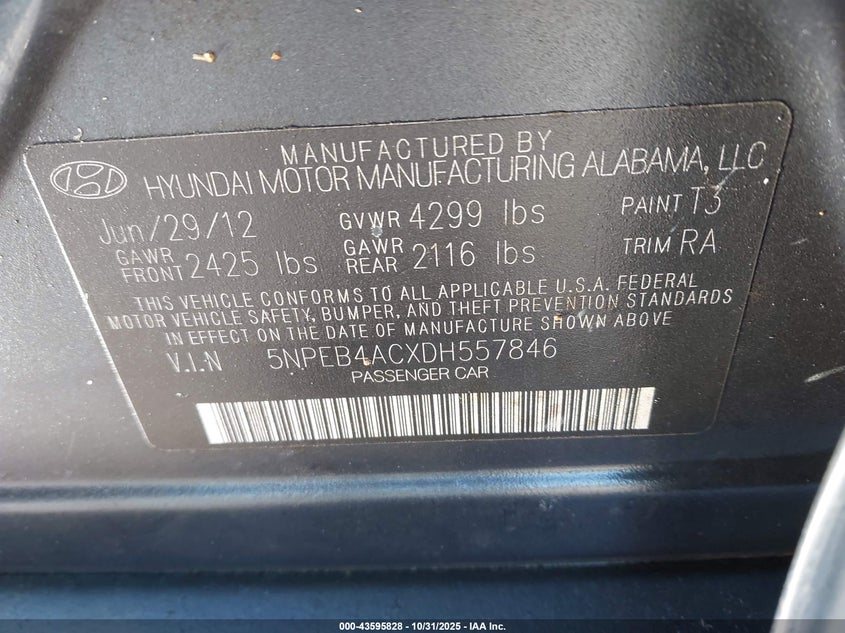 MANUFACTURED BY
HYUNDAI MOTOR MANUFACTURING ALABAMA, LLC
Jun/29/12 GVWR 4299 lbs PAINT T3
GAWR FRONT 2425 lbs GAWR REAR 2116 lbs TRIM RA
THIS VEHICLE CONFORMS TO ALL APPLICABLE U.S.A. FEDERAL
MOTOR VEHICLE SAFETY, BUMPER, AND THEFT PREVENTION STANDARDS
IN EFFECT ON THE DATE OF MANUFACTURE SHOWN ABOVE
V.I.N 5NPEB4ACXDH557846
PASSENGER CAR
000-43595828 - 10/31/2025 - IAA Inc.